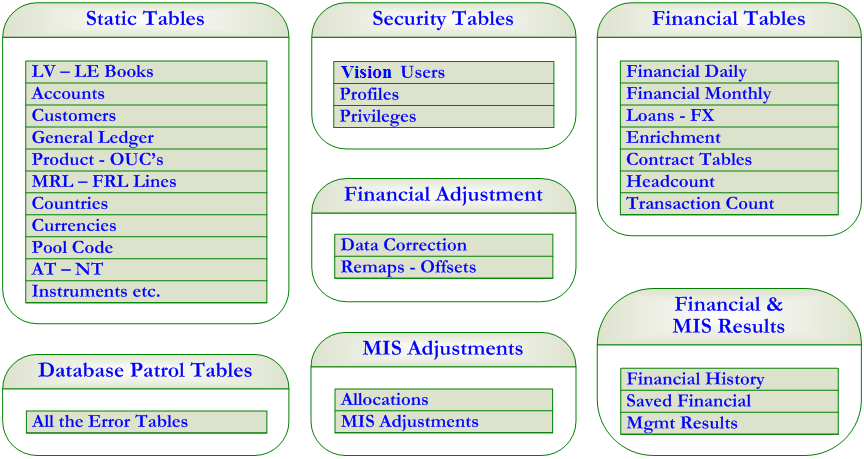 Static Tables
LV – LE Books
Accounts
Customers
General Ledger
Product - OUC's
MRL – FRL Lines
Countries
Currencies
Pool Code
AT – NT
Instruments etc.
Database Patrol Tables
All the Error Tables
Security Tables
Vision Users
Profiles
Privileges
Financial Adjustment
Data Correction
Remaps - Offsets
MIS Adjustments
Allocations
MIS Adjustments
Financial Tables
Financial Daily
Financial Monthly
Loans - FX
Enrichment
Contract Tables
Headcount
Transaction Count
Financial &
MIS Results
Financial History
Saved Financial
Mgmt Results